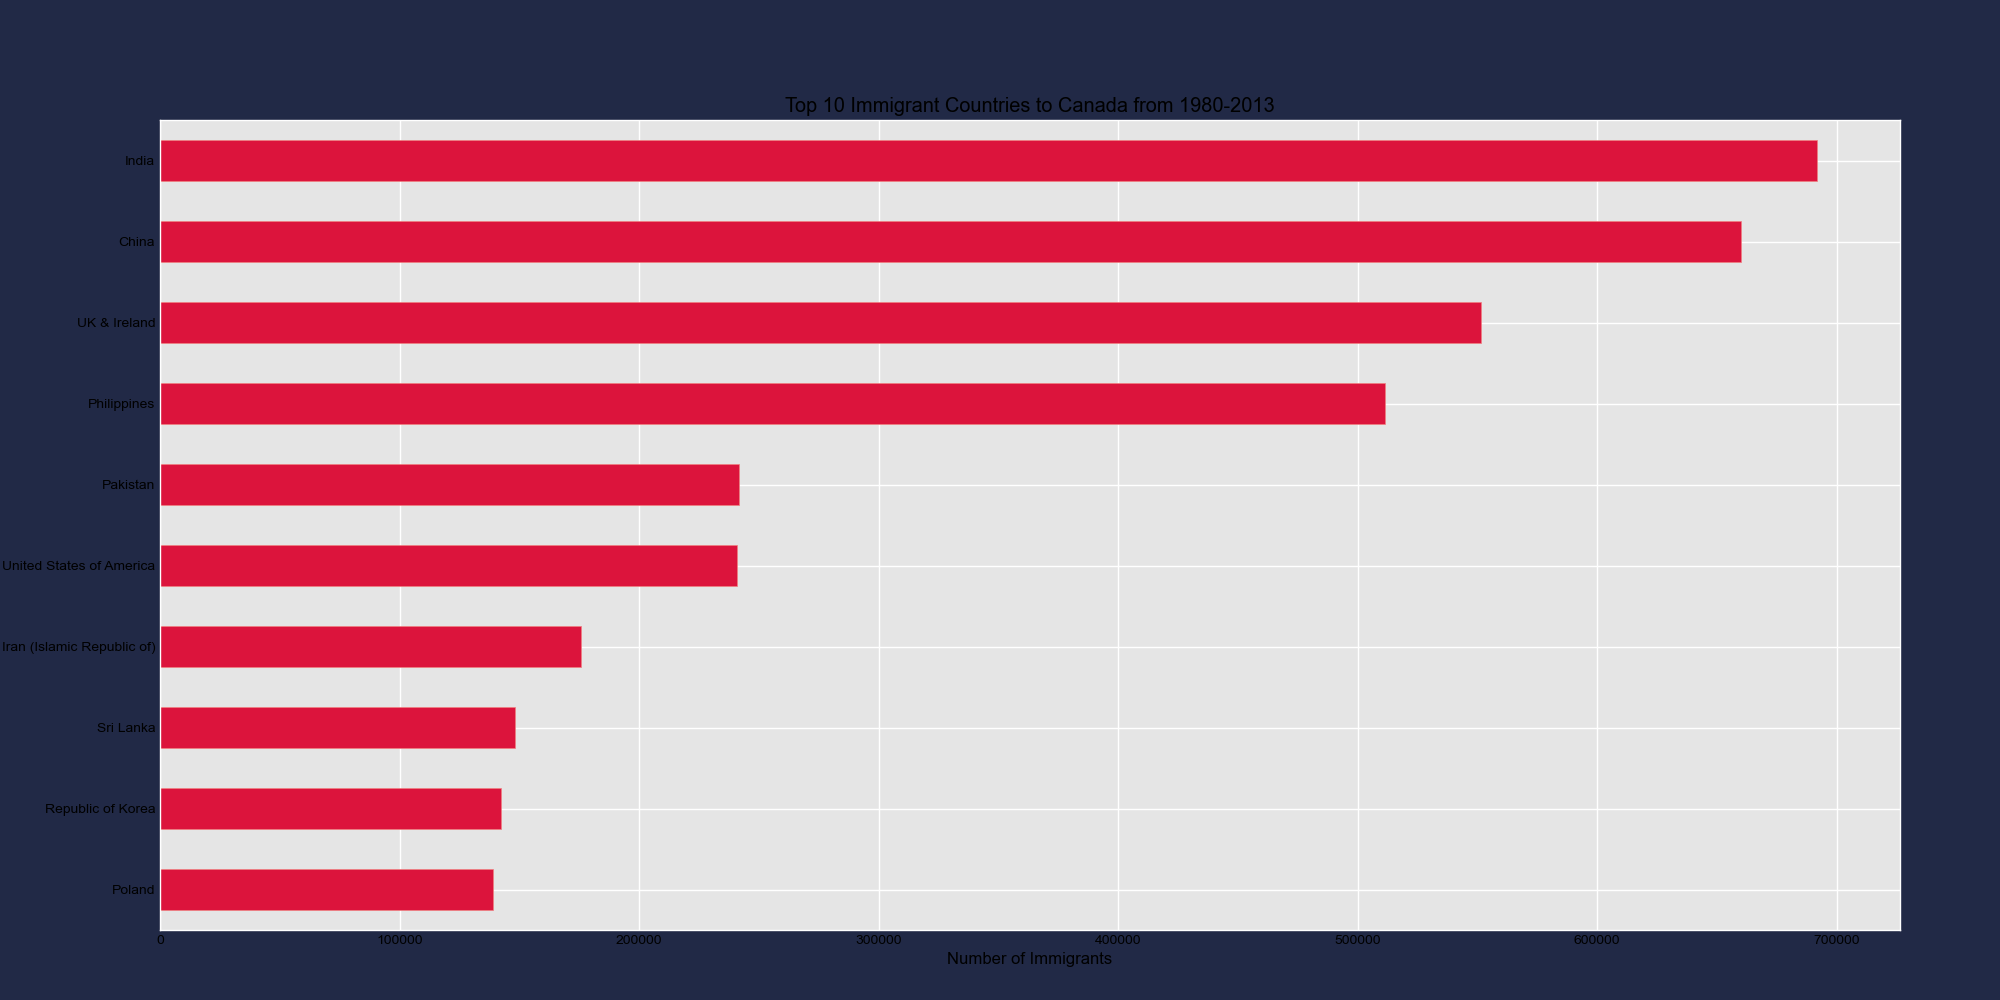 Top 10 Immigrant Countries to Canada from 1980-2013
India
China
UK & Ireland
Philippines
Pakistan
United States of America
Iran (Islamic Republic of)
Sri Lanka
Republic of Korea
Poland
0 100000 200000 300000 400000 500000 600000 700000
Number of Immigrants